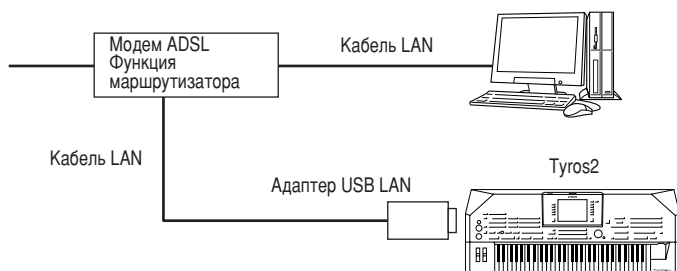 Модем ADSL
Функция
маршрутизатора
Кабель LAN
Кабель LAN
Адаптер USB LAN
Tyros2